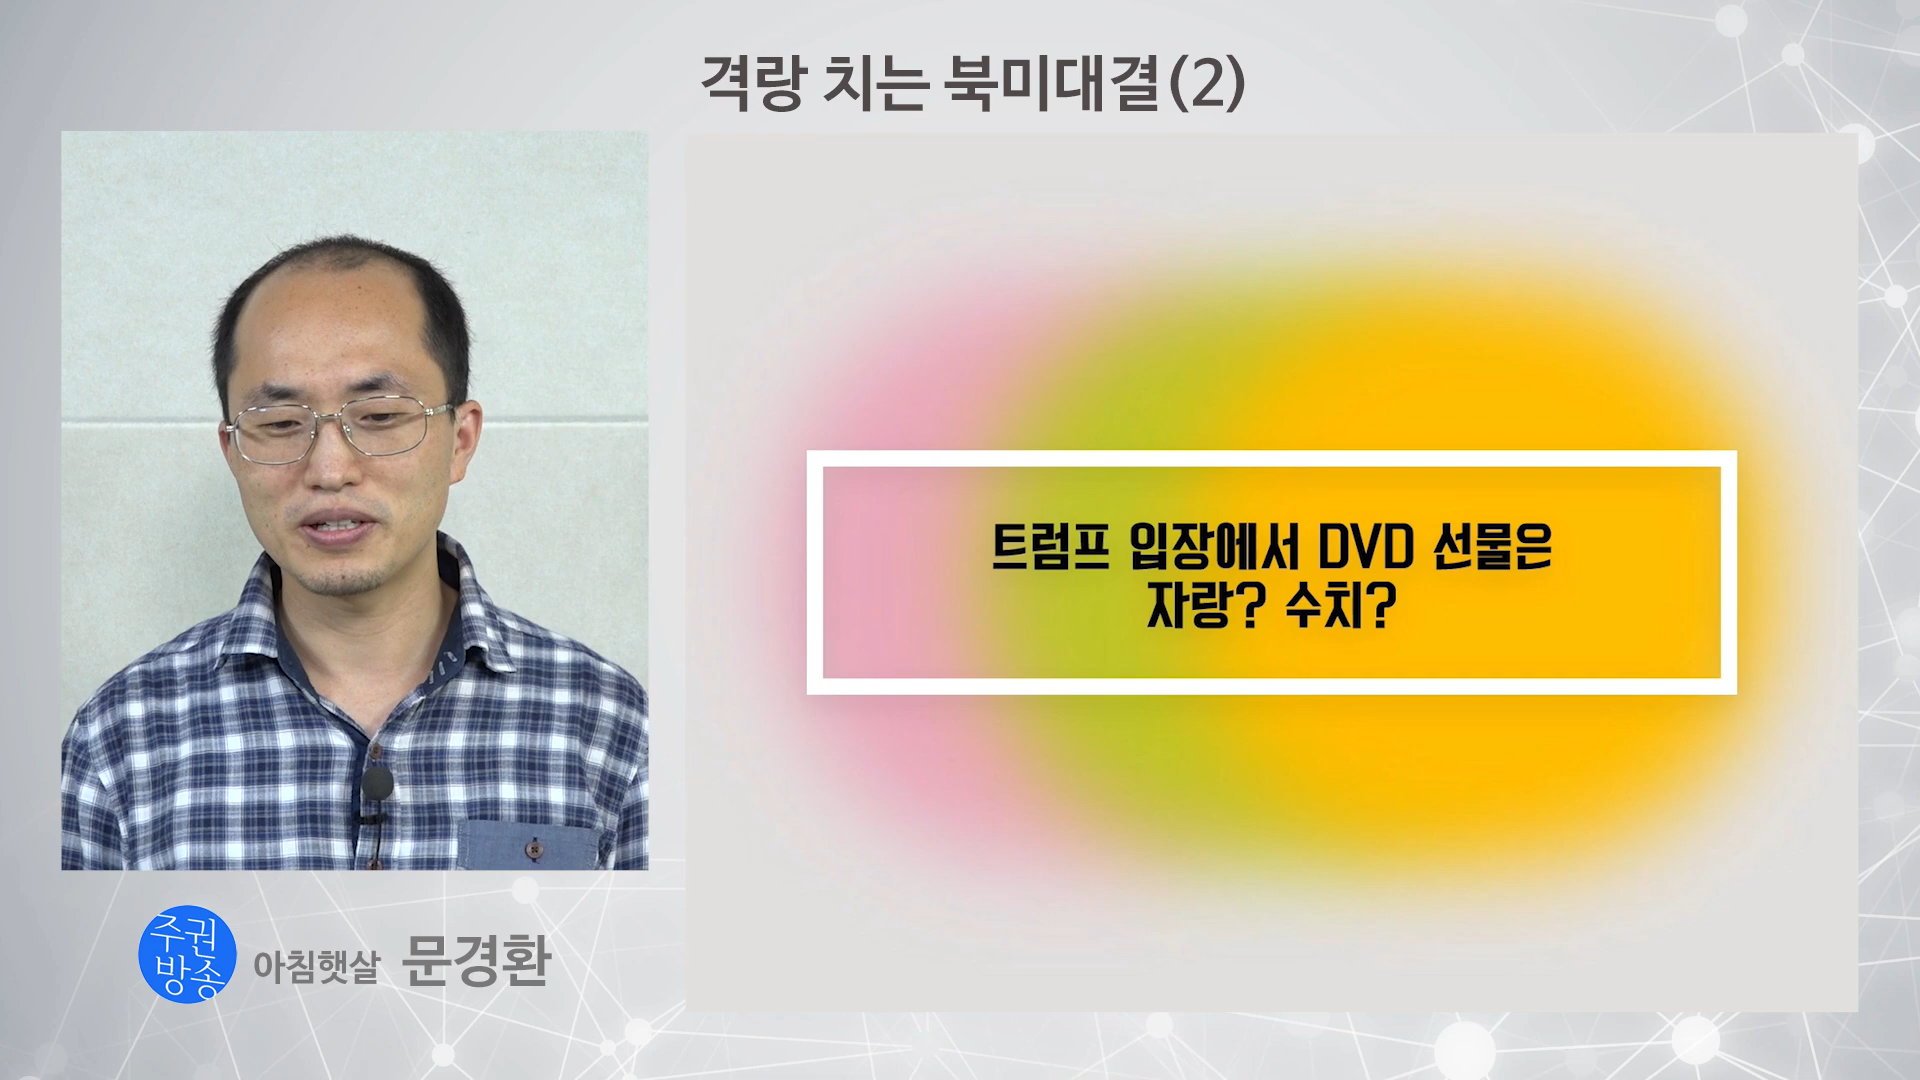 격랑 치는 북미대결(2)
트럼프 입장에서 DVD 선물은
자랑? 수치?
주권
방송
아침햇살 문경환